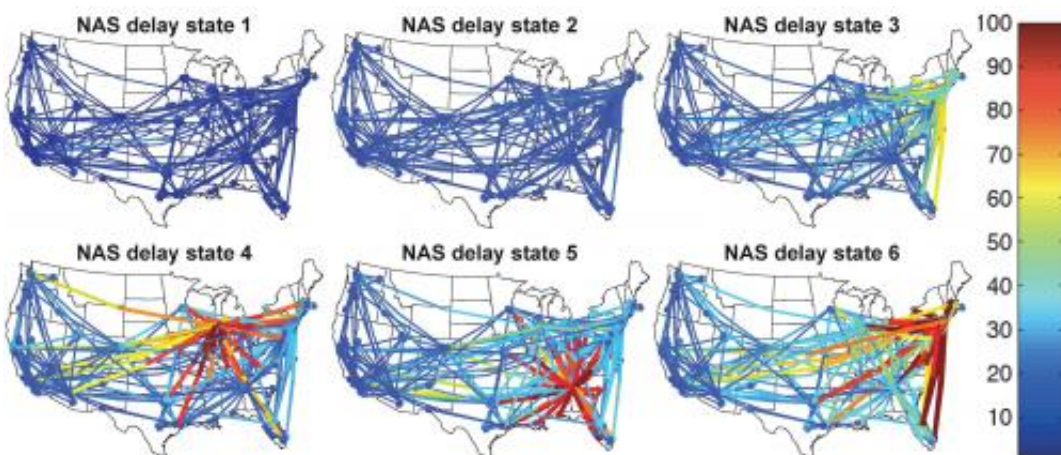 NAS delay state 1
NAS delay state 2
NAS delay state 3
100
90
80
70
60
50
40
30
20
10
NAS delay state 4
NAS delay state 5
NAS delay state 6